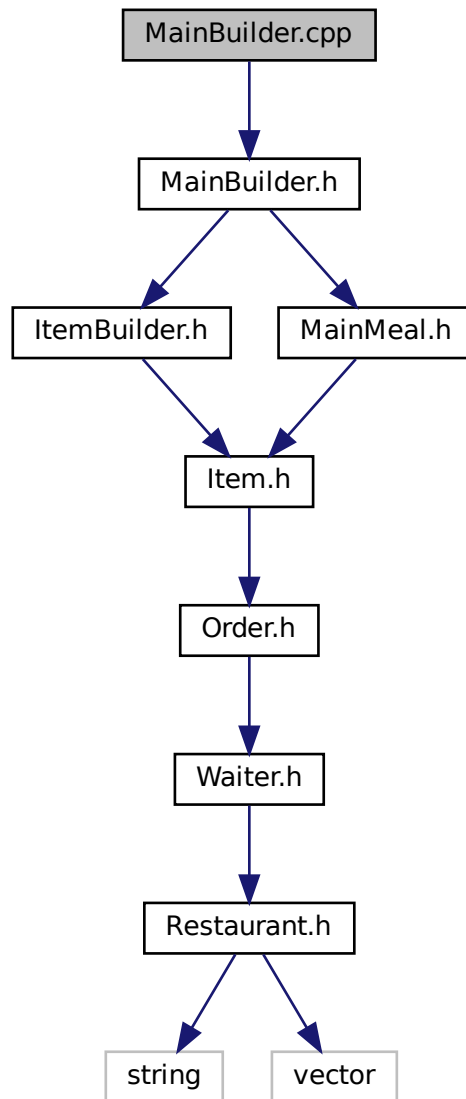 MainBuilder.cpp
MainBuilder.h
ItemBuilder.h
MainMeal.h
Item.h
Order.h
Waiter.h
Restaurant.h
string
vector